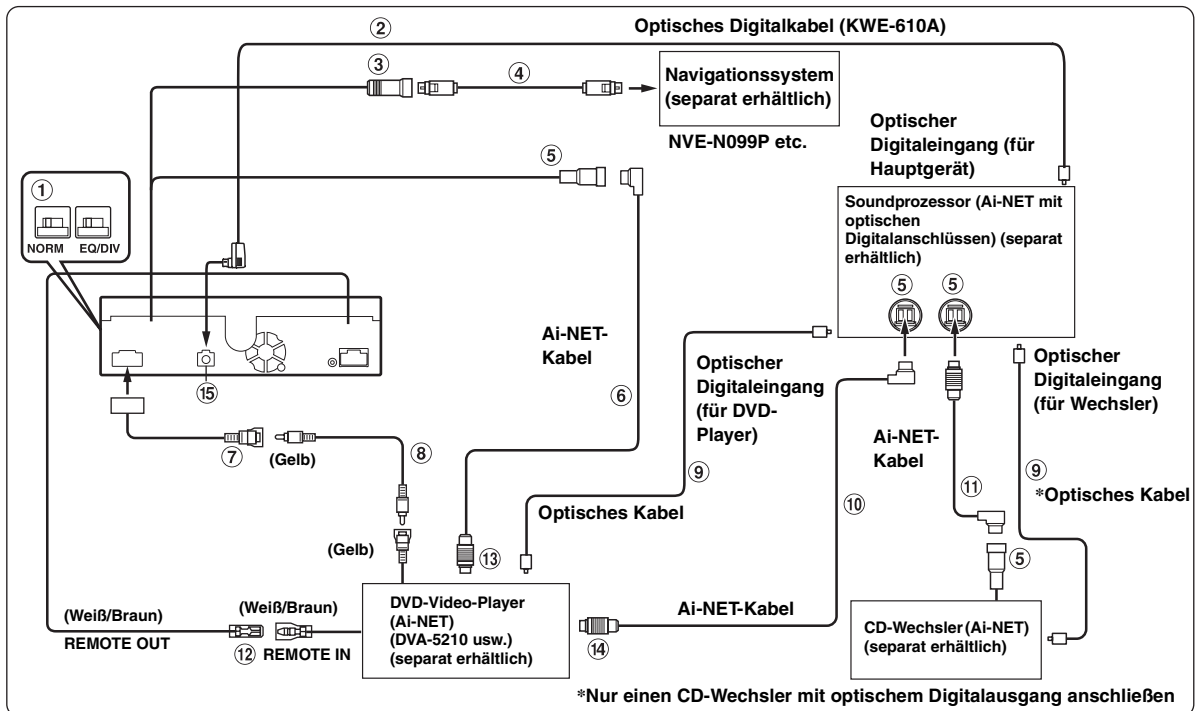 ②
Optisches Digitalkabel (KWE-610A)
③
④
Navigationssystem
(separat erhältlich)
NVE-N099P etc.
Optischer
Digitaleingang (für
Hauptgerät)
⑤
①
NORM
EQ/DIV
Soundprozessor (Ai-NET mit
optischen
Digitalanschlüssen) (separat
erhältlich)
⑤
⑤
Ai-NET-
Kabel
⑥
Optischer
Digitaleingang
(für DVD-
Player)
Optischer
Digitaleingang
(für Wechsler)
⑮
⑦
(Gelb)
⑧
⑨
Optisches Kabel
⑩
Ai-NET-
Kabel
⑪
⑨
*Optisches Kabel
(Gelb)
⑬
⑤
(Weiß/Braun)
REMOTE OUT
⑫
(Weiß/Braun)
REMOTE IN
DVD-Video-Player
(Ai-NET)
(DVA-5210 usw.)
(separat erhältlich)
⑭
Ai-NET-Kabel
CD-Wechsler (Ai-NET)
(separat erhältlich)
*Nur einen CD-Wechsler mit optischem Digitalausgang anschließen